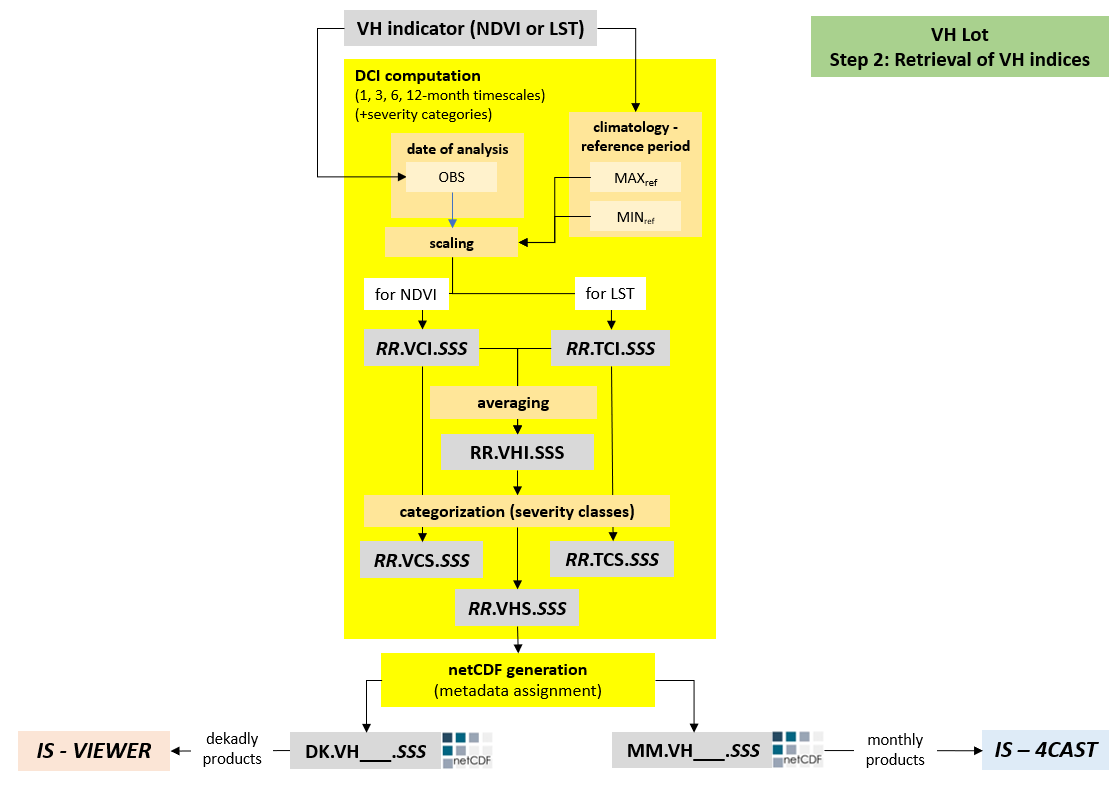 VH indicator (NDVI or LST)
VH Lot
Step 2: Retrieval of VH indices
DCI computation
(1, 3, 6, 12-month timescales)
(+severity categories)
climatology -
reference period
date of analysis
OBS
MAXref
MINref
scaling
for NDVI
for LST
RR.VCI.SSS
RR.TCI.SSS
averaging
RR.VHI.SSS
categorization (severity classes)
RR.VCS.SSS
RR.TCS.SSS
RR.VHS.SSS
netCDF generation
(metadata assignment)
IS - VIEWER
dekadly
products
DK.VH___.SSS
netCDF
MM.VH___.SSS
netCDF
monthly
products
IS – 4CAST